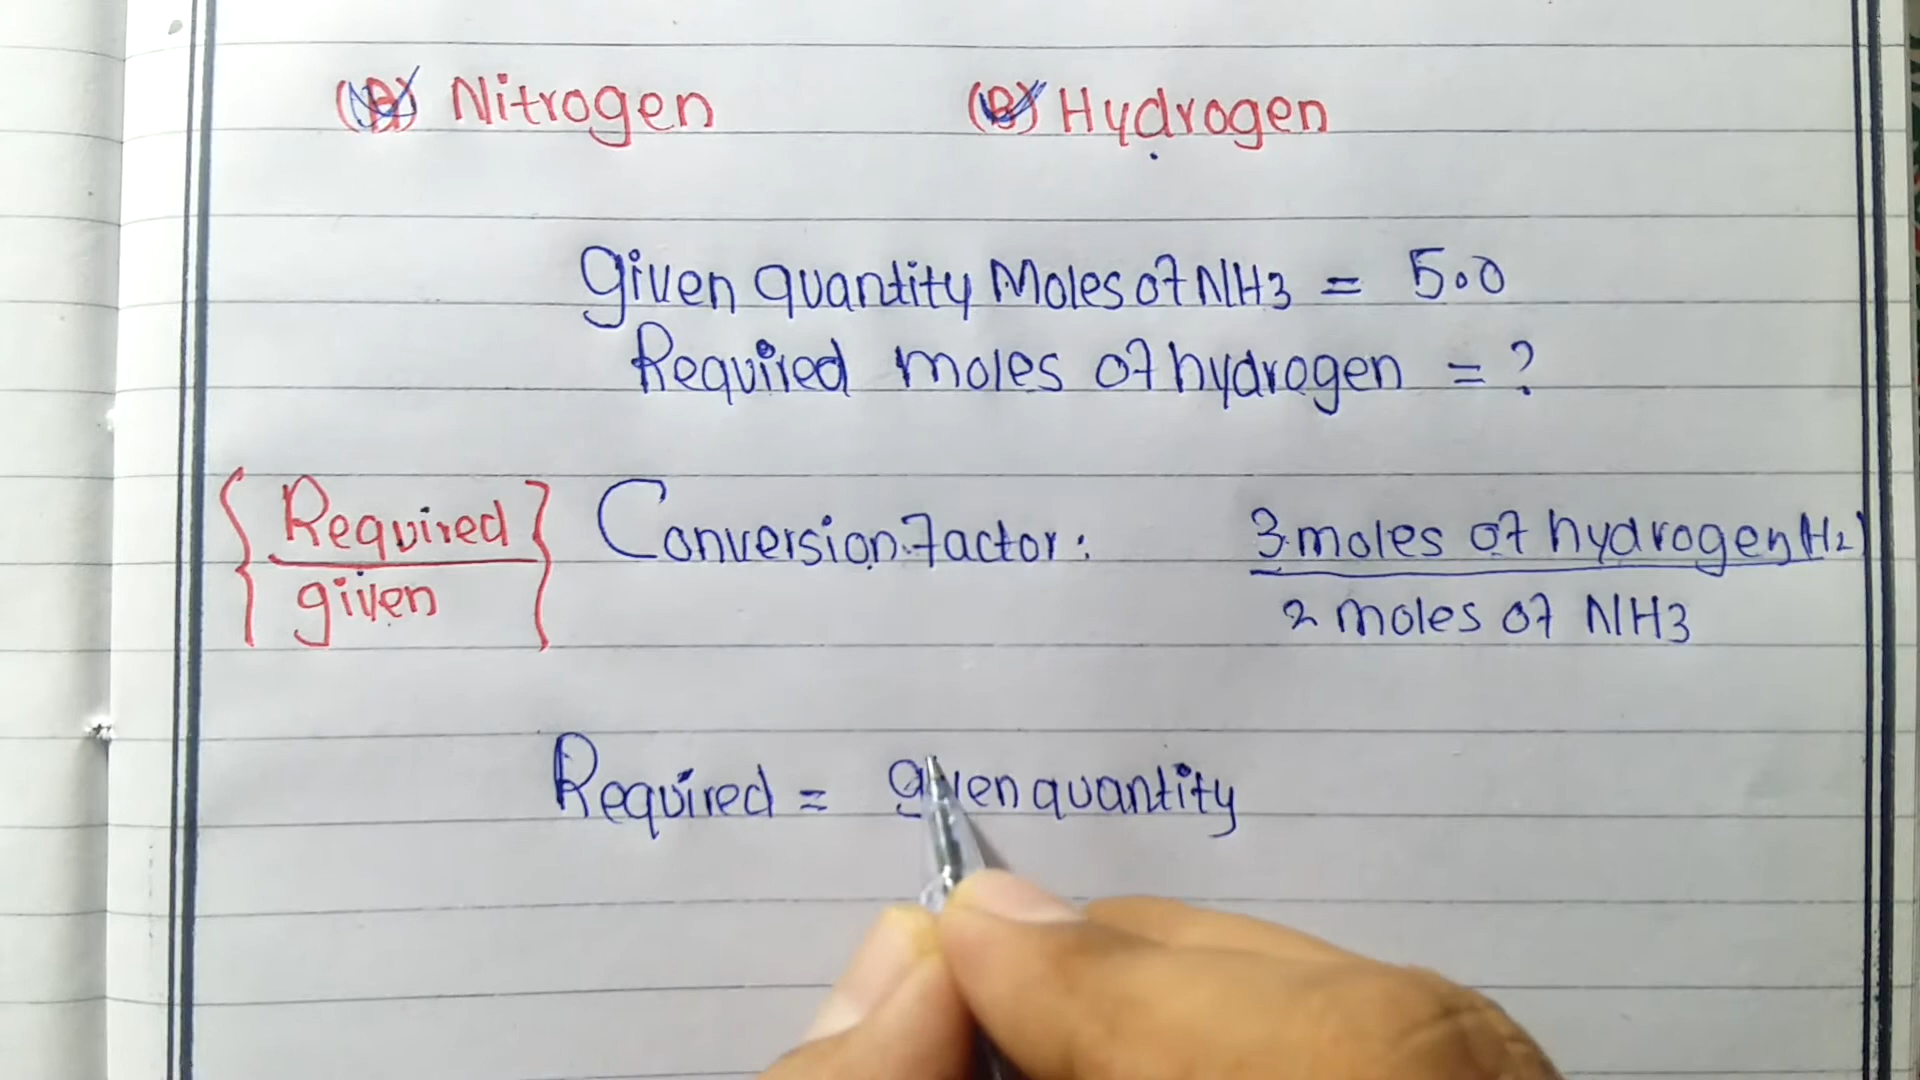 (A) Nitrogen (B) Hydrogen
Given quantity Moles of NH3 = 5.0
Required moles of hydrogen = ?
{Required / given} Conversion factor: 3 moles of hydrogen (H2)
2 moles of NH3
Required = given quantity